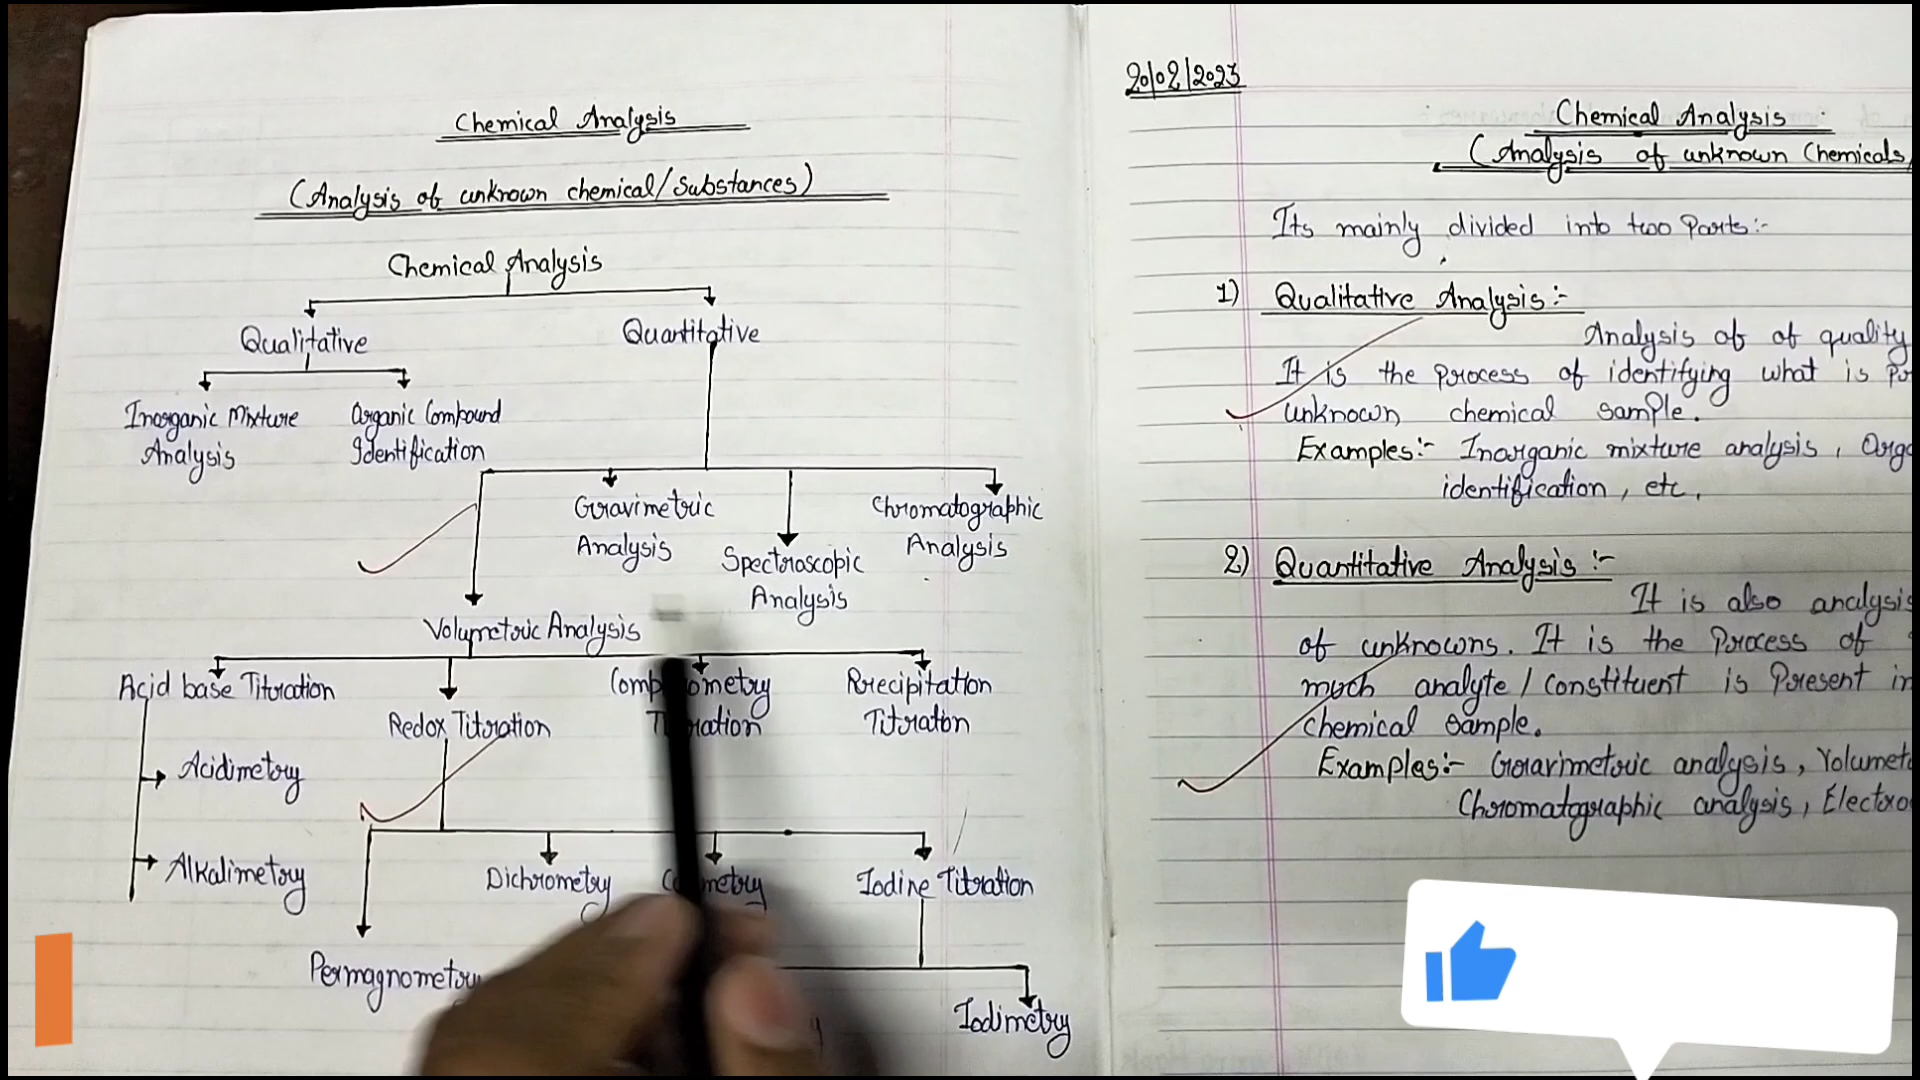 Chemical Analysis
(Analysis of unknown chemical/Substances)
Chemical Analysis
Qualitative
Quantitative
Inorganic Mixture
Analysis
Organic Compound
Identification
Gravimetric
Analysis
Spectroscopic
Analysis
Chromatographic
Analysis
Volumetric Analysis
Acid base Titration
Redox Titration
Titration
Precipitation
Titration
Acidimetry
Alkalimetry
Permagnometry
Dichrometry
Iodine Titration
Iodimetry
20/02/2023
Chemical Analysis
(Analysis of unknown Chemicals,
Its mainly divided into two Parts:-
1) Qualitative Analysis:-
Analysis of of quality
It is the process of identifying what is
unknown chemical sample.
Examples:- Inorganic mixture analysis,
identification, etc.
2) Quantitative Analysis:-
It is also analysis
of unknowns. It is the Process of
much analyte/constituent is Present in
chemical sample.
Examples:- Gravimetric analysis,
Chromatographic analysis,